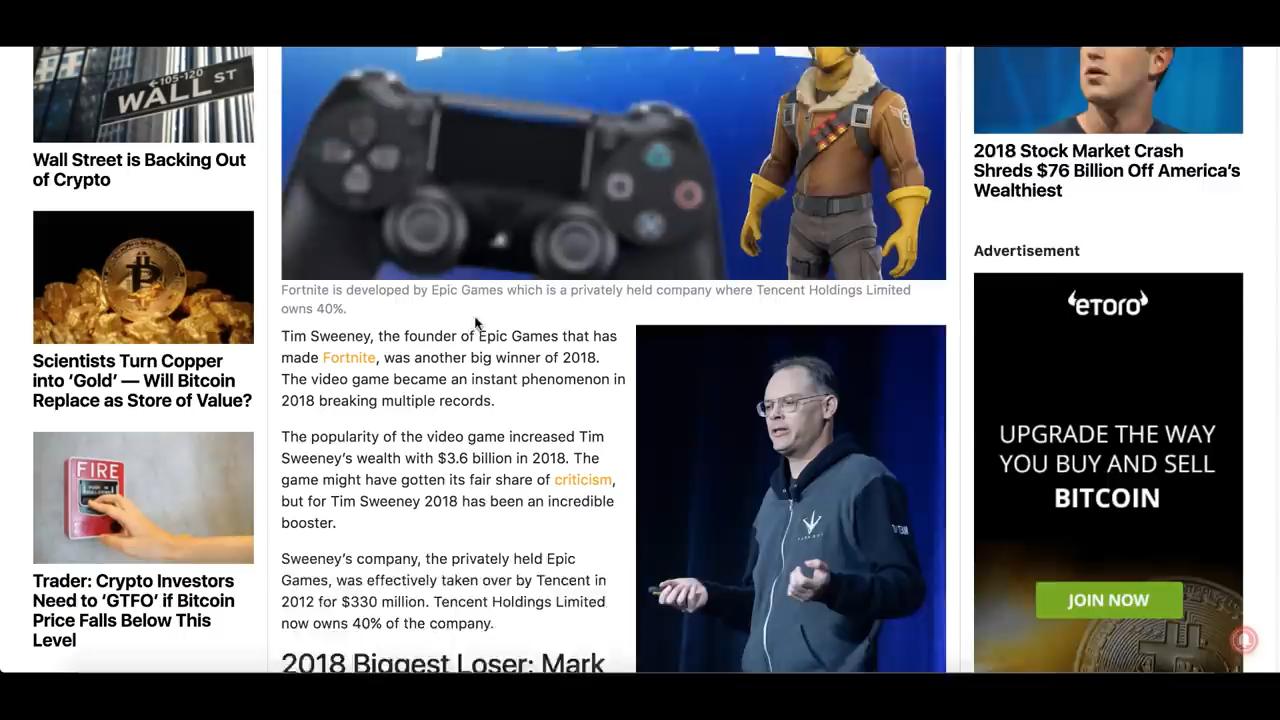 ←105-120
WALL ST
Wall Street is Backing Out
of Crypto
Scientists Turn Copper
into ‘Gold’ — Will Bitcoin
Replace as Store of Value?
FIRE
Trader: Crypto Investors
Need to ‘GTFO’ if Bitcoin
Price Falls Below This
Level
Fortnite is developed by Epic Games which is a privately held company where Tencent Holdings Limited
owns 40%.
Tim Sweeney, the founder of Epic Games that has
made Fortnite, was another big winner of 2018.
The video game became an instant phenomenon in
2018 breaking multiple records.
The popularity of the video game increased Tim
Sweeney’s wealth with $3.6 billion in 2018. The
game might have gotten its fair share of criticism,
but for Tim Sweeney 2018 has been an incredible
booster.
Sweeney’s company, the privately held Epic
Games, was effectively taken over by Tencent in
2012 for $330 million. Tencent Holdings Limited
now owns 40% of the company.
2018 Biggest Loser: Mark
2018 Stock Market Crash
Shreds $76 Billion Off America’s
Wealthiest
Advertisement
eToro
UPGRADE THE WAY
YOU BUY AND SELL
BITCOIN
JOIN NOW